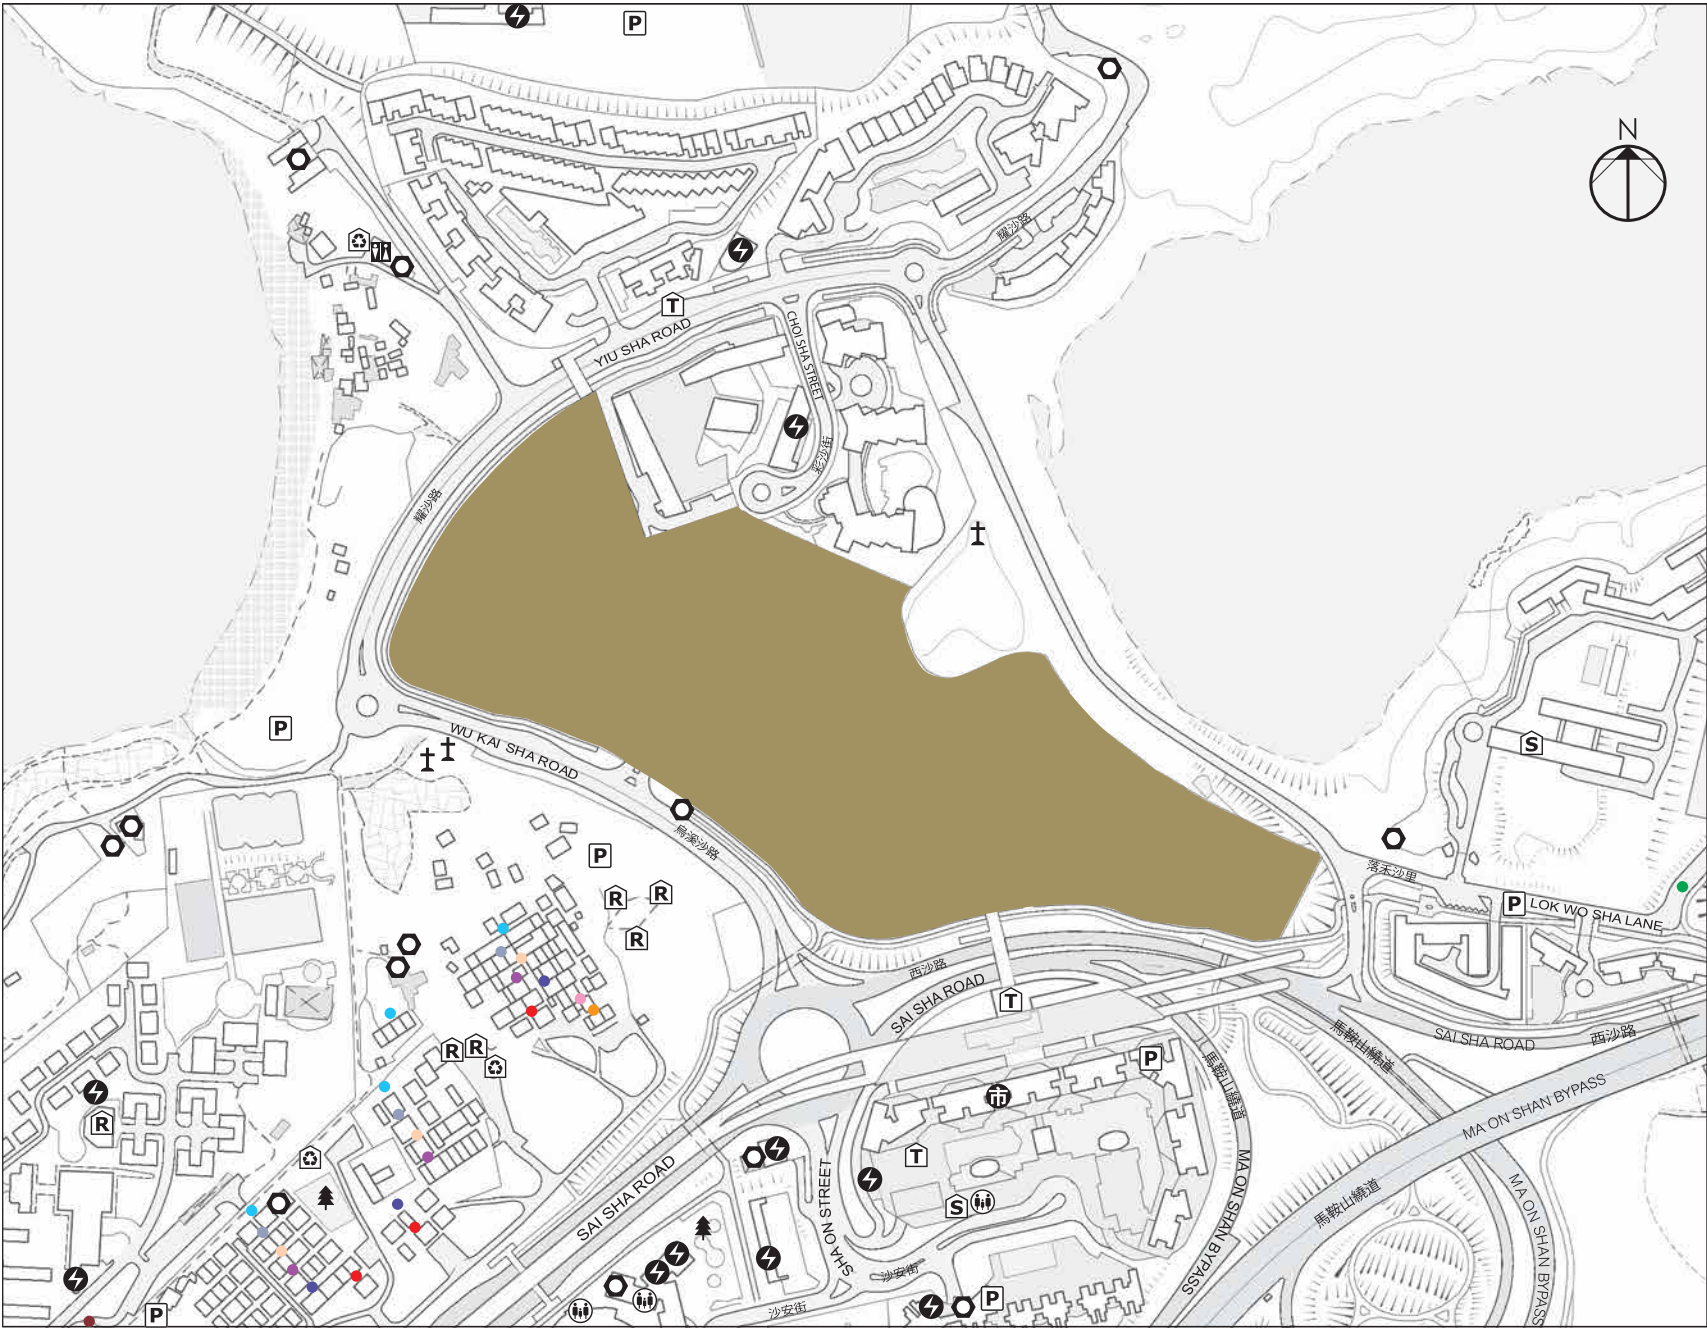 P
N
耀沙路
T
YIU SHA ROAD
CHOI SHA STREET
彩沙街
耀沙路
P
WU KAI SHA ROAD
烏溪沙路
S
P
R
R
R
落禾沙里
P
LOK WO SHA LANE
西沙路
SAI SHA ROAD
T
馬鞍山繞道
SAI SHA ROAD
西沙路
R
R
P
馬鞍山繞道
MA ON SHAN BYPASS
R
市
T
SAI SHA ROAD
SHA ON STREET
S
MA ON SHAN BYPASS
馬鞍山繞道
MA ON SHAN BYPASS
沙安街
P
P
沙安街